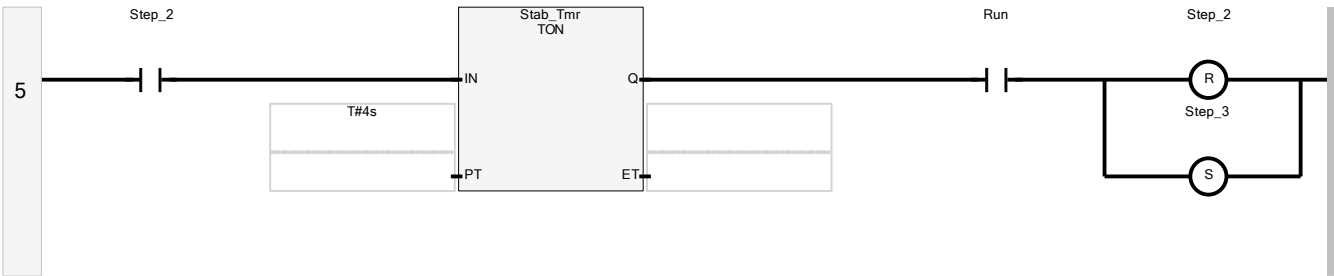 Step_2
Stab_Tmr
TON
Run
Step_2
5
IN
Q
R
T#4s
Step_3
PT
ET
S